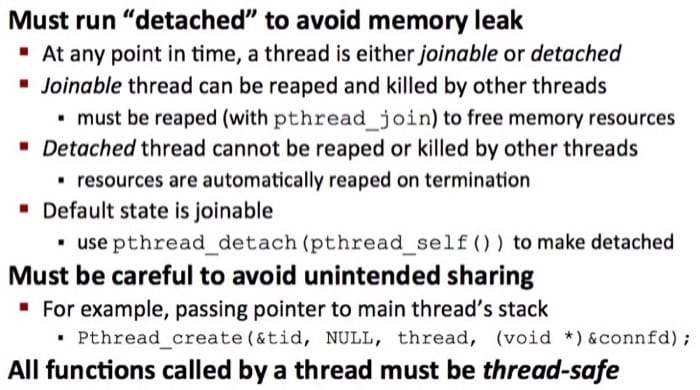 Must run “detached” to avoid memory leak
▪ At any point in time, a thread is either joinable or detached
▪ Joinable thread can be reaped and killed by other threads
▪ must be reaped (with pthread_join) to free memory resources
▪ Detached thread cannot be reaped or killed by other threads
▪ resources are automatically reaped on termination
▪ Default state is joinable
▪ use pthread_detach(pthread_self()) to make detached
Must be careful to avoid unintended sharing
▪ For example, passing pointer to main thread’s stack
▪ Pthread_create(&tid, NULL, thread, (void *)&connfd);
All functions called by a thread must be thread-safe